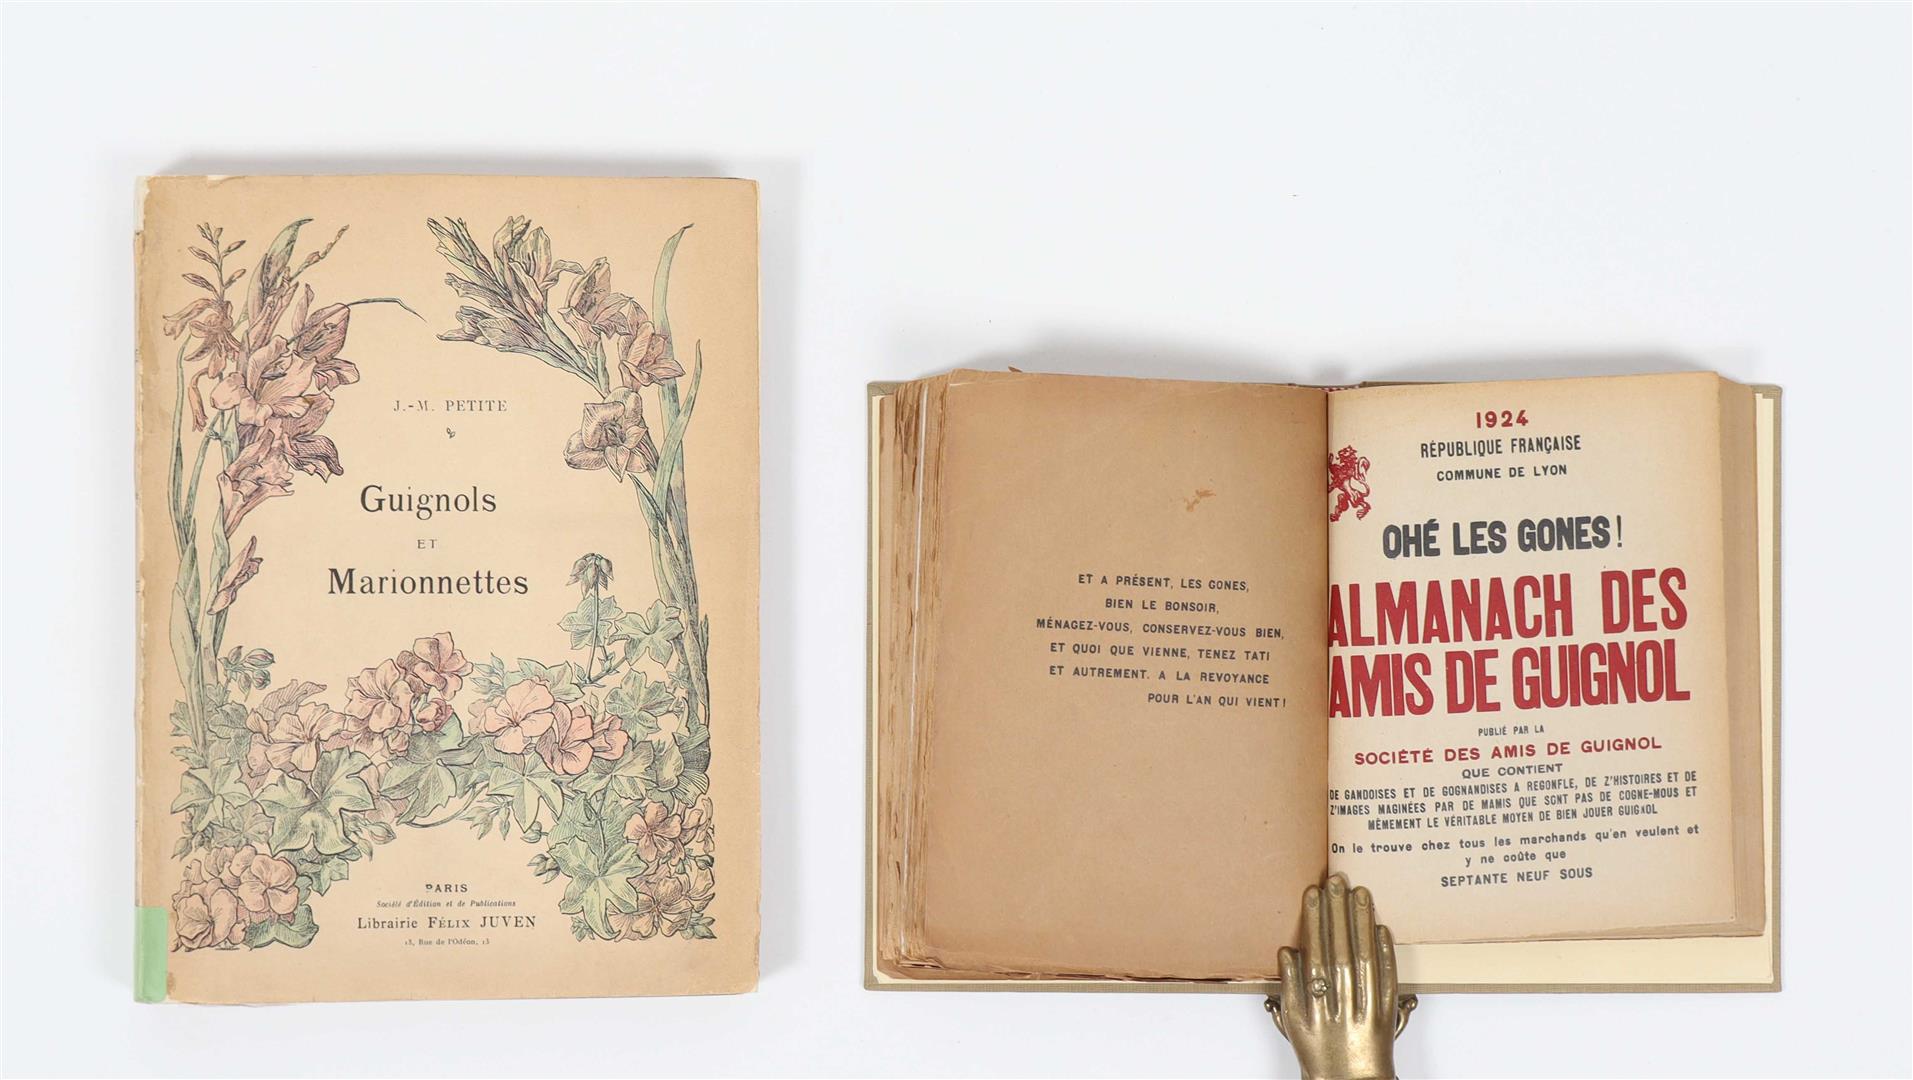 J.-M. PETITE
Guignols
ET
Marionnettes
PARIS
Société d'Édition et de Publications
Librairie FÉLIX JUVEN
13, Rue de l'Odéon, 13
ET A PRÉSENT, LES GONES,
BIEN LE BONSOIR,
MÉNAGEZ-VOUS, CONSERVEZ-VOUS BIEN,
ET QUOI QUE VIENNE, TENEZ TATI
ET AUTREMENT. A LA REVOYANCE
POUR L'AN QUI VIENT!
1924
RÉPUBLIQUE FRANÇAISE
COMMUNE DE LYON
OHÉ LES GONES!
ALMANACH DES
AMIS DE GUIGNOL
PUBLIÉ PAR LA
SOCIÉTÉ DES AMIS DE GUIGNOL
QUE CONTIENT
DE GANDOISES ET DE GOGNANDISES A REGONFLE, DE Z'HISTOIRES ET DE
Z'IMAGES MAGINÉES PAR DE MAMIS QUE SONT PAS DE COGNE-MOUS ET
MÊMEMENT LE VÉRITABLE MOYEN DE BIEN JOUER GUIGNOL
On le trouve chez tous les marchands qu'en veulent et
y ne coûte que
SEPTANTE NEUF SOUS